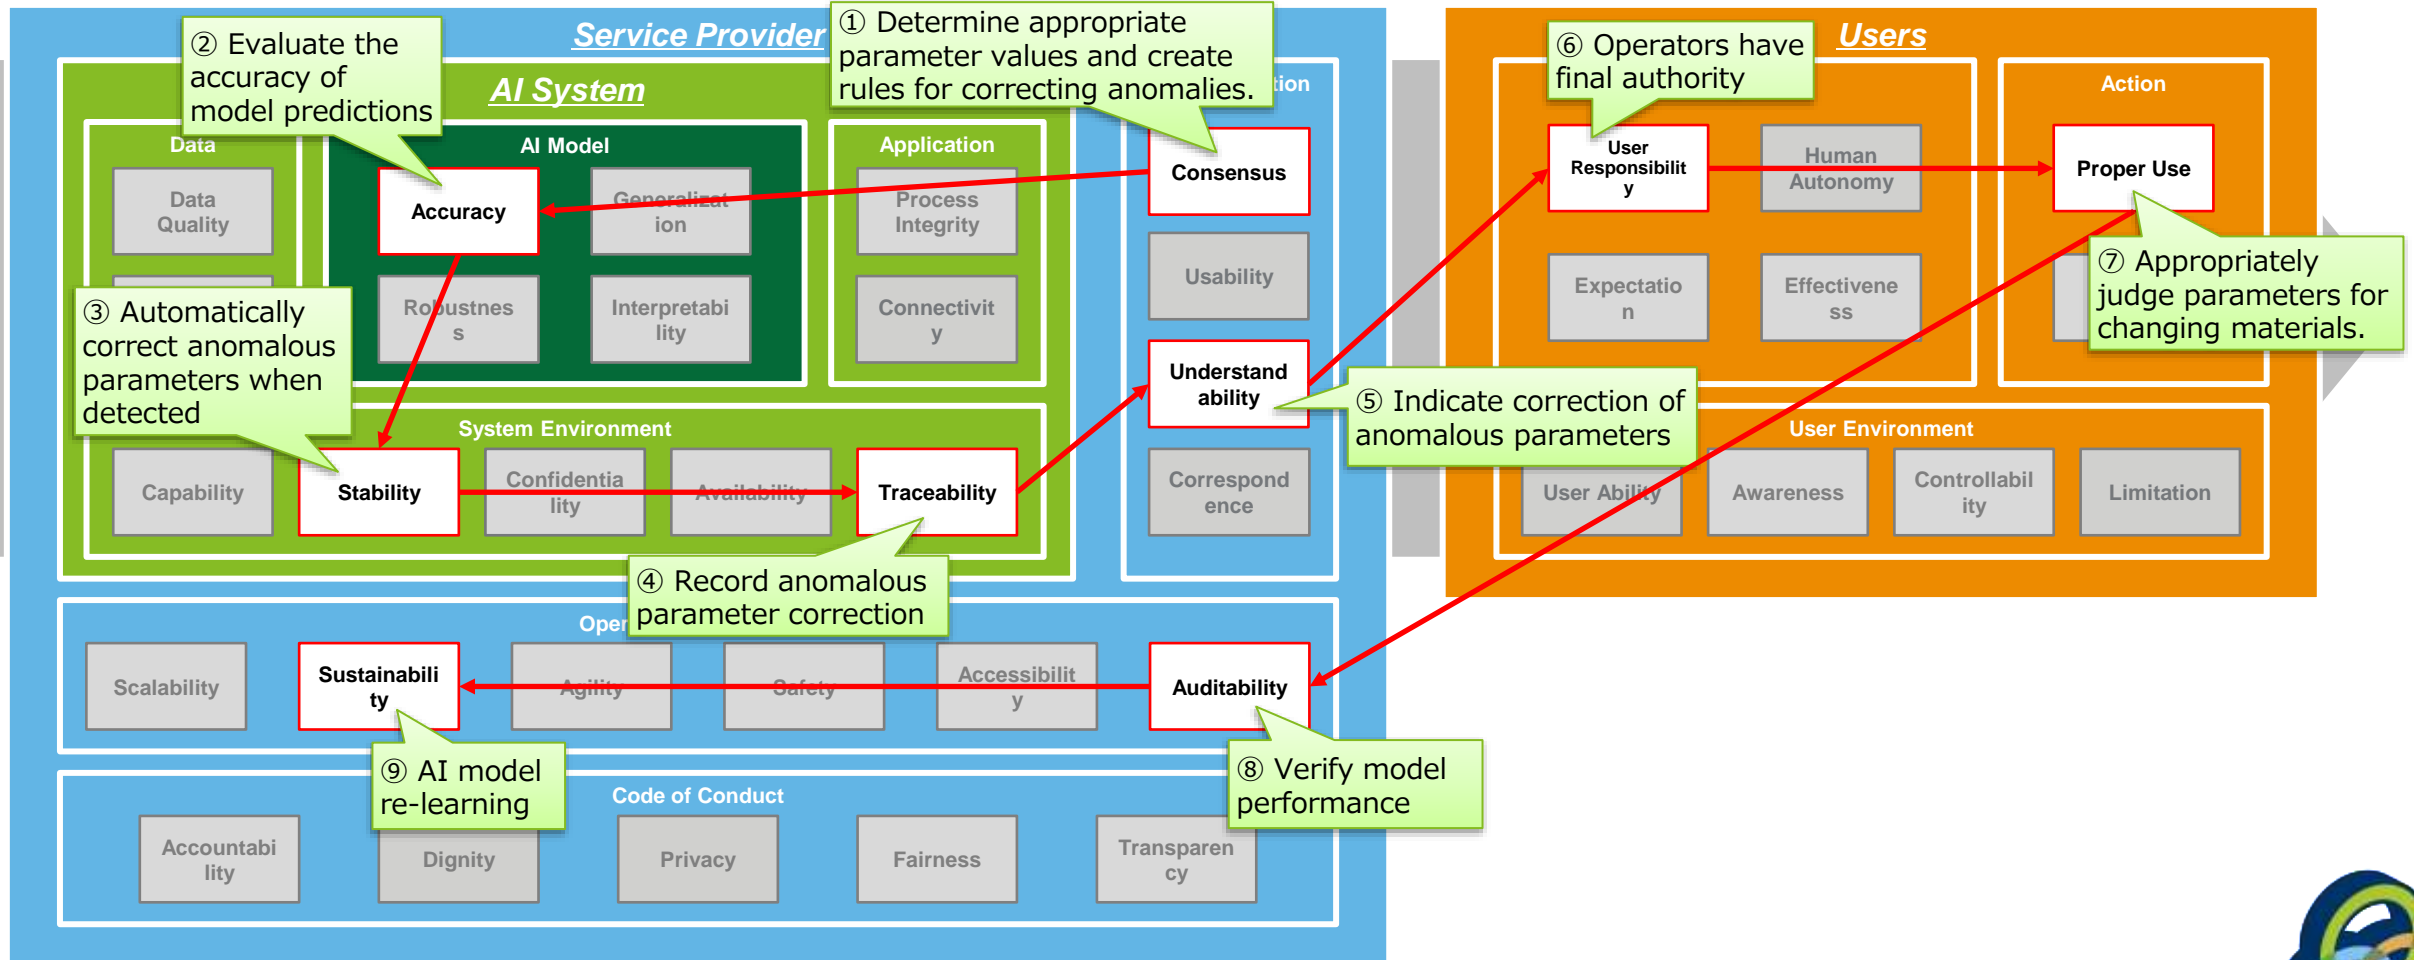 Service Provider
① Determine appropriate
parameter values and create
rules for correcting anomalies.
② Evaluate the
accuracy of
model predictions
AI System
tion
Data
AI Model
Application
Data
Quality
Accuracy
Generalizat
ion
Process
Integrity
Consensus
Robustnes
s
Interpretabi
lity
Connectivit
y
Usability
③ Automatically
correct anomalous
parameters when
detected
Understand
ability
System Environment
Capability
Stability
Confidentia
lity
Availability
Traceability
Correspond
ence
④ Record anomalous
parameter correction
⑤ Indicate correction of
anomalous parameters
Users
⑥ Operators have
final authority
Action
User
Responsibilit
y
Human
Autonomy
Proper Use
Expectatio
n
Effectivene
ss
⑦ Appropriately
judge parameters for
changing materials.
User Environment
User Ability
Awareness
Controllabil
ity
Limitation
Oper
Scalability
Sustainabili
ty
Agility
Safety
Accessibilit
y
Auditability
⑧ Verify model
performance
⑨ AI model
re-learning
Code of Conduct
Accountabi
lity
Dignity
Privacy
Fairness
Transparen
cy